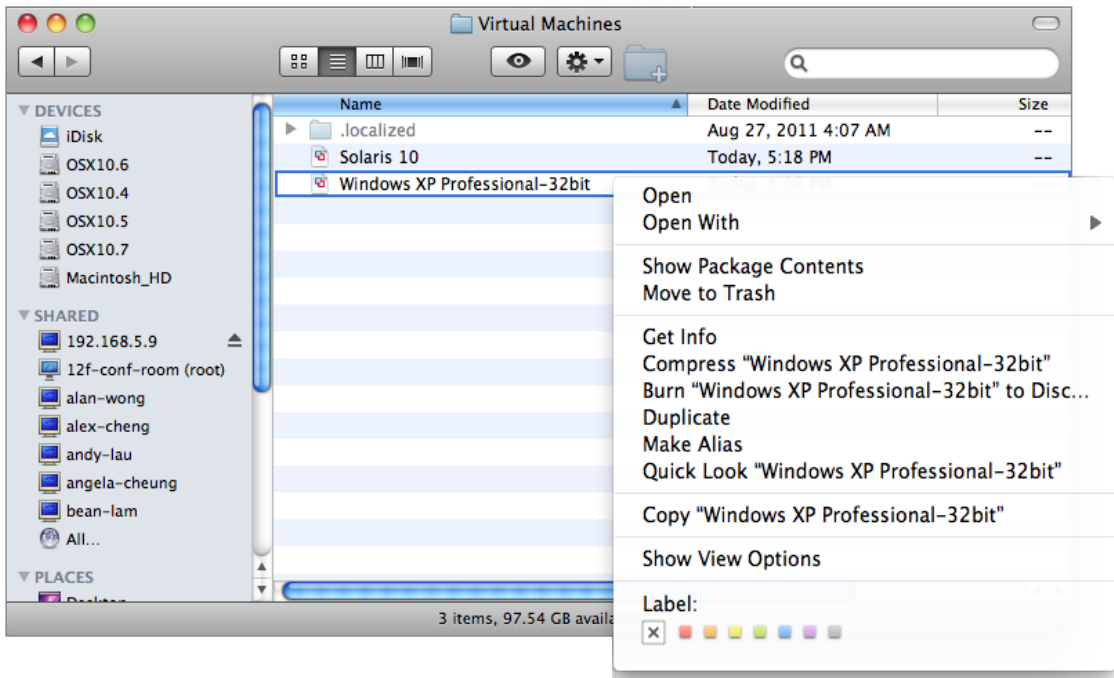 Virtual Machines
Name Date Modified Size
DEVICES
iDisk
OSX10.6
OSX10.4
OSX10.5
OSX10.7
Macintosh_HD
SHARED
192.168.5.9
12f-conf-room (root)
alan-wong
alex-cheng
andy-lau
angela-cheung
bean-lam
All...
PLACES
Desktop
.localized Aug 27, 2011 4:07 AM --
Solaris 10 Today, 5:18 PM --
Windows XP Professional-32bit
Open
Open With
Show Package Contents
Move to Trash
Get Info
Compress “Windows XP Professional-32bit”
Burn “Windows XP Professional-32bit” to Disc...
Duplicate
Make Alias
Quick Look “Windows XP Professional-32bit”
Copy “Windows XP Professional-32bit”
Show View Options
Label:
3 items, 97.54 GB availa